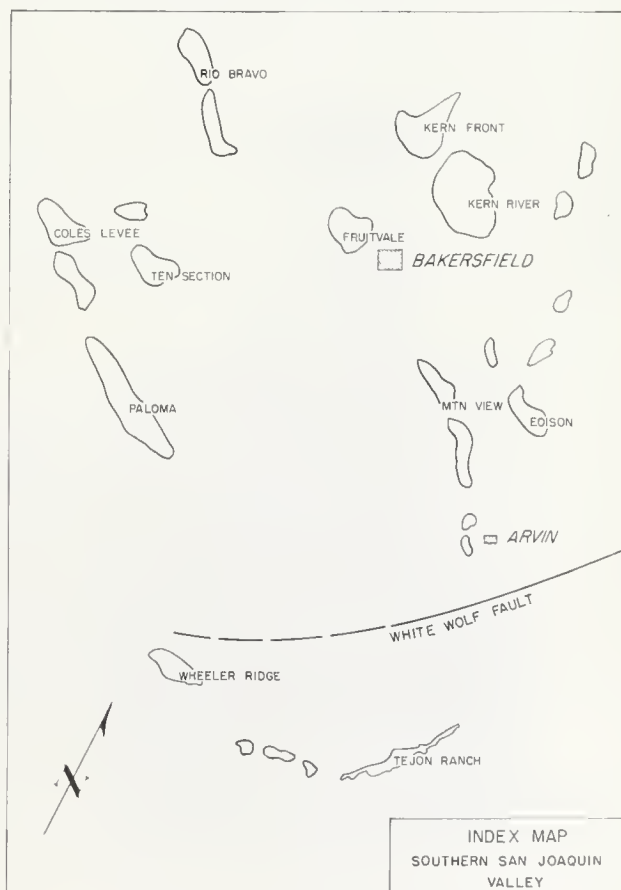 RIO BRAVO
KERN FRONT
KERN RIVER
COLES LEVEE
FRUITVALE
BAKERSFIELD
TEN SECTION
PALOMA
MTN VIEW
EDISON
ARVIN
WHITE WOLF FAULT
WHEELER RIDGE
TEJON RANCH
INDEX MAP
SOUTHERN SAN JOAQUIN
VALLEY